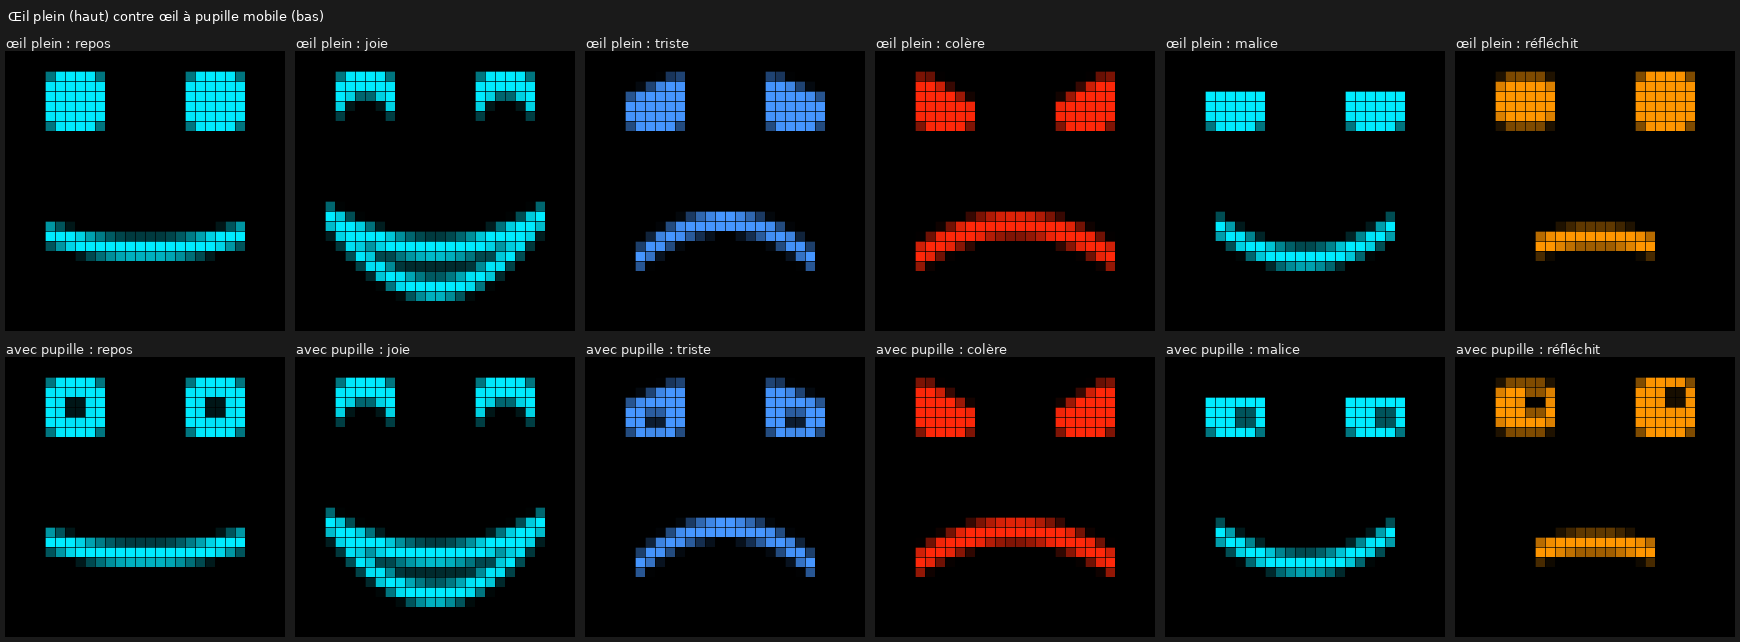 Œil plein (haut) contre œil à pupille mobile (bas)
œil plein : repos
œil plein : joie
œil plein : triste
œil plein : colère
œil plein : malice
œil plein : réfléchit
avec pupille : repos
avec pupille : joie
avec pupille : triste
avec pupille : colère
avec pupille : malice
avec pupille : réfléchit